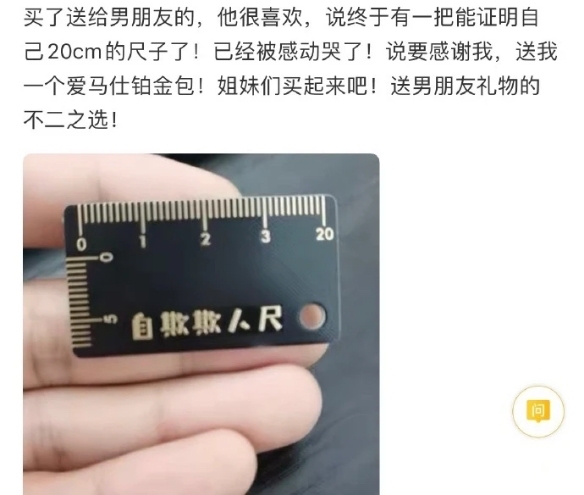 买了送给男朋友的，他很喜欢，说终于有一把能证明自
己20cm的尺子了！已经被感动哭了！说要感谢我，送我
一个爱马仕铂金包！姐妹们买起来吧！送男朋友礼物的
不二之选！
0 1 2 3 20
0
5
自欺欺人尺
问